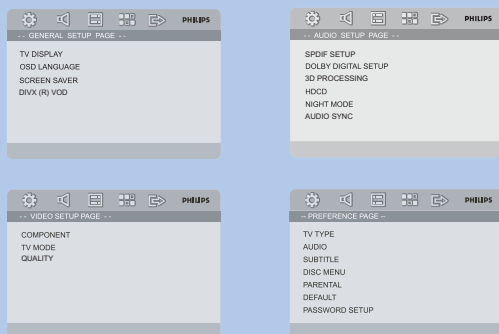 PHILIPS
- - GENERAL SETUP PAGE - -
TV DISPLAY
OSD LANGUAGE
SCREEN SAVER
DIVX (R) VOD
PHILIPS
- - AUDIO SETUP PAGE - -
SPDIF SETUP
DOLBY DIGITAL SETUP
3D PROCESSING
HDCD
NIGHT MODE
AUDIO SYNC
PHILIPS
- - VIDEO SETUP PAGE - -
COMPONENT
TV MODE
QUALITY
PHILIPS
-- PREFERENCE PAGE --
TV TYPE
AUDIO
SUBTITLE
DISC MENU
PARENTAL
DEFAULT
PASSWORD SETUP